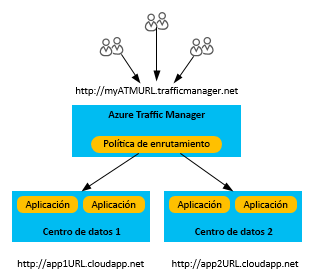 http://myATMURL.trafficmanager.net
Azure Traffic Manager
Política de enrutamiento
Aplicación Aplicación
Centro de datos 1
Aplicación Aplicación
Centro de datos 2
http://app1URL.cloudapp.net
http://app2URL.cloudapp.net